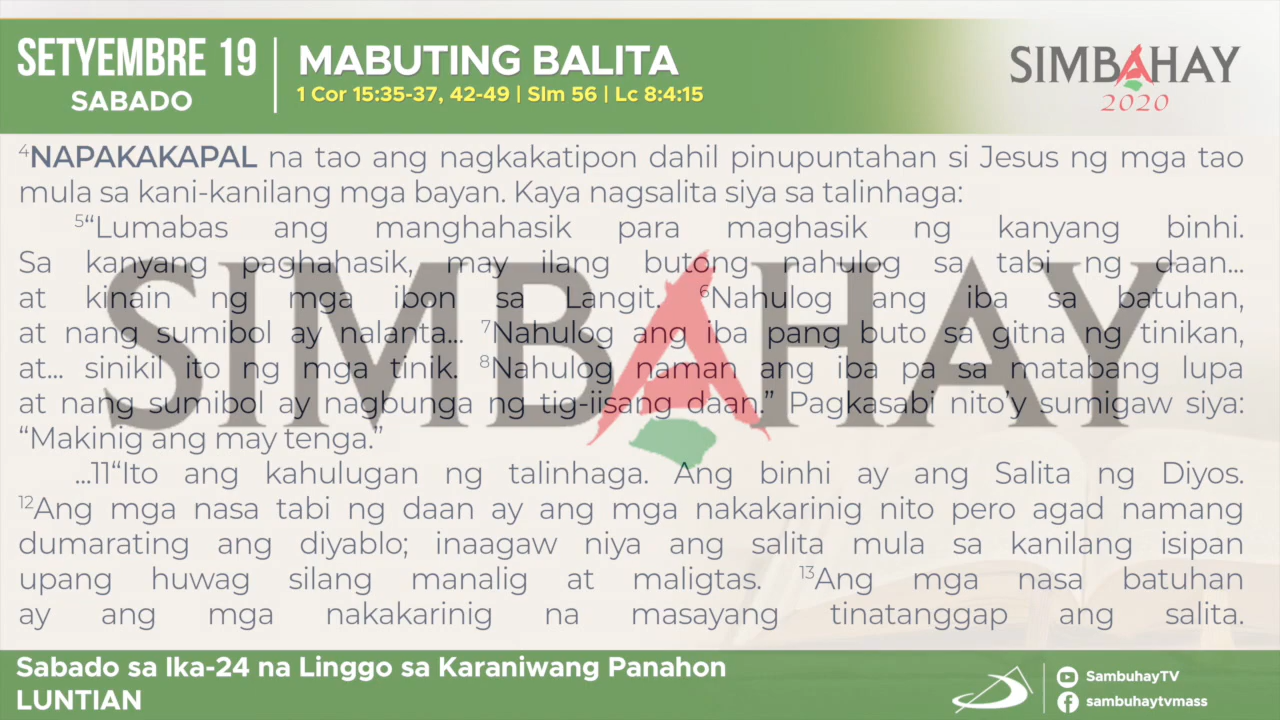 SETYEMBRE 19
SABADO
MABUTING BALITA
1 Cor 15:35-37, 42-49 | Slm 56 | Lc 8:4:15
SIMBAHAY
2020
⁴NAPAKAKAPAL na tao ang nagkakatipon dahil pinupuntahan si Jesus ng mga tao
mula sa kani-kanilang mga bayan. Kaya nagsalita siya sa talinhaga:
⁵“Lumabas ang manghahasik para maghasik ng kanyang binhi.
Sa kanyang paghahasik, may ilang butong nahulog sa tabi ng daan...
at kinain ng mga ibon sa Langit. ⁶Nahulog ang iba sa batuhan,
at nang sumibol ay nalanta... ⁷Nahulog ang iba pang buto sa gitna ng tinikan,
at... sinikil ito ng mga tinik. ⁸Nahulog naman ang iba pa sa matabang lupa
at nang sumibol ay nagbunga ng tig-iisang daan.” Pagkasabi nito’y sumigaw siya:
“Makinig ang may tenga.”
...11“Ito ang kahulugan ng talinhaga. Ang binhi ay ang Salita ng Diyos.
¹²Ang mga nasa tabi ng daan ay ang mga nakakarinig nito pero agad namang
dumarating ang diyablo; inaagaw niya ang salita mula sa kanilang isipan
upang huwag silang manalig at maligtas. ¹³Ang mga nasa batuhan
ay ang mga nakakarinig na masayang tinatanggap ang salita.
SIMBAHAY
Sabado sa Ika-24 na Linggo sa Karaniwang Panahon
LUNTIAN
SambuhayTV
sambuhaytvmass